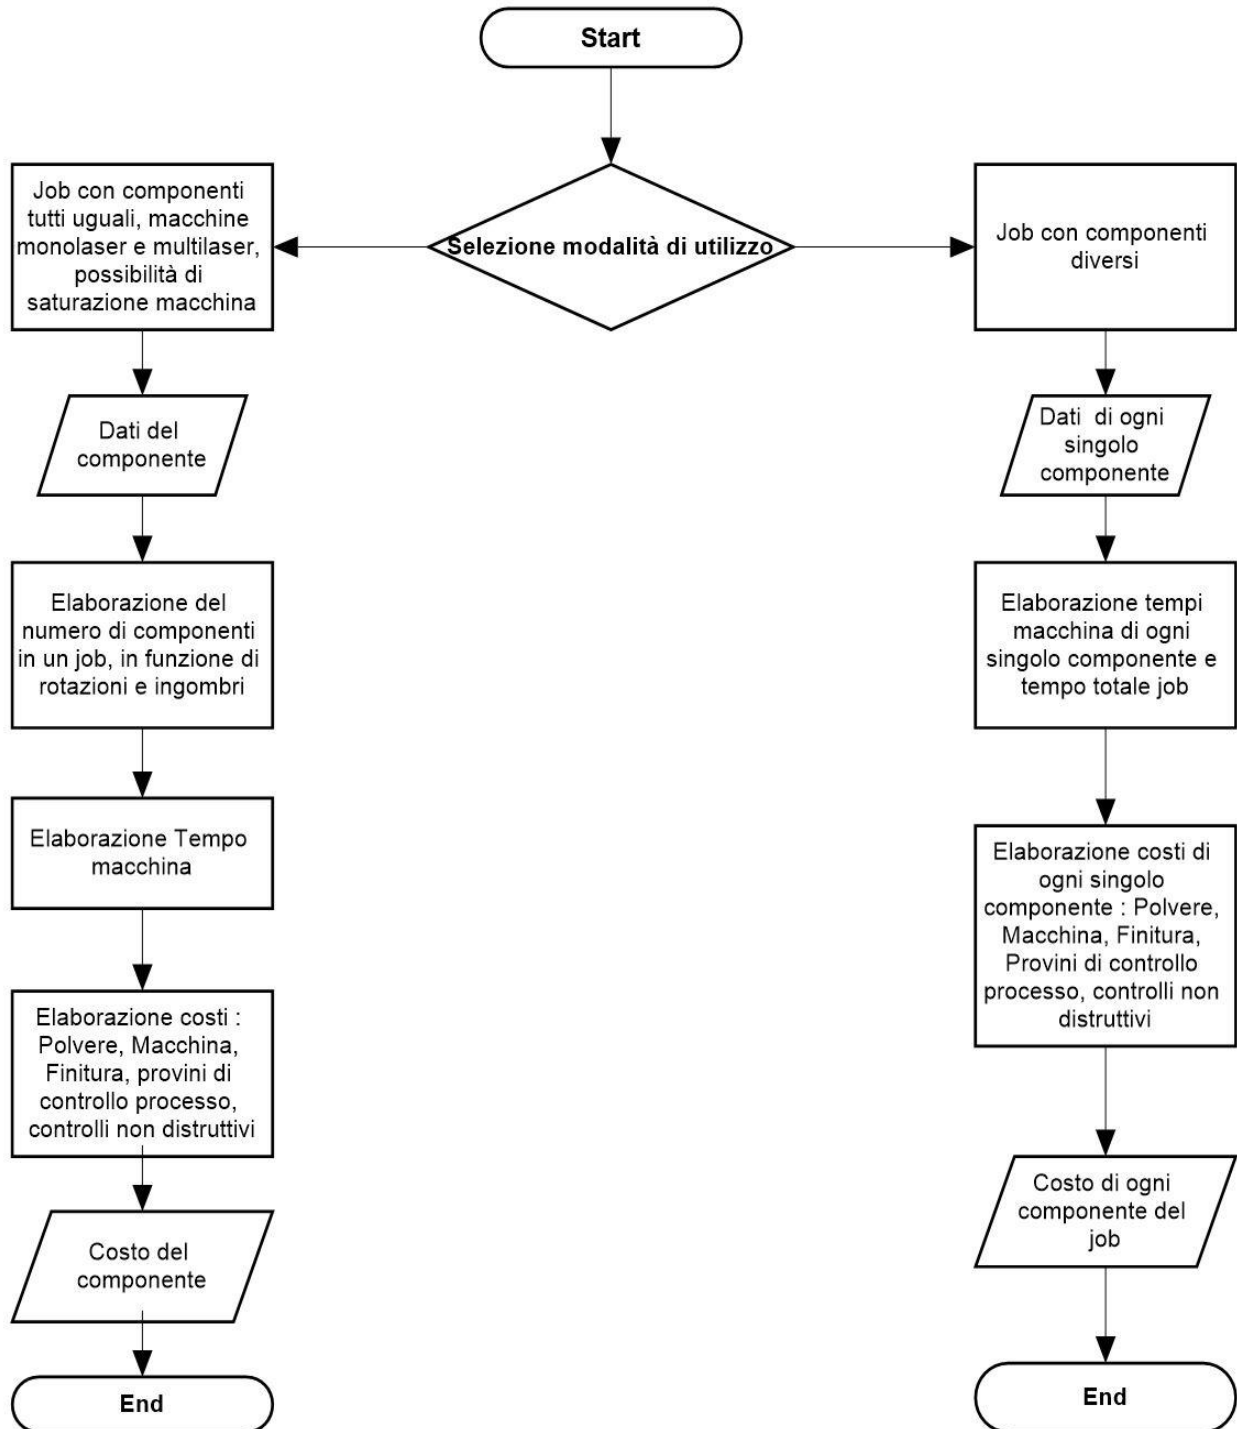 Start
Job con componenti
tutti uguali, macchine
monolaser e multilaser,
possibilità di
saturazione macchina
Selezione modalità di utilizzo
Job con componenti
diversi
Dati del
componente
Dati  di ogni
singolo
componente
Elaborazione del
numero di componenti
in un job, in funzione di
rotazioni e ingombri
Elaborazione tempi
macchina di ogni
singolo componente e
tempo totale job
Elaborazione Tempo
macchina
Elaborazione costi di
ogni singolo
componente : Polvere,
Macchina, Finitura,
Provini di controllo
processo, controlli non
distruttivi
Elaborazione costi :
Polvere, Macchina,
Finitura, provini di
controllo processo,
controlli non distruttivi
Costo di ogni
componente del
job
Costo del
componente
End
End